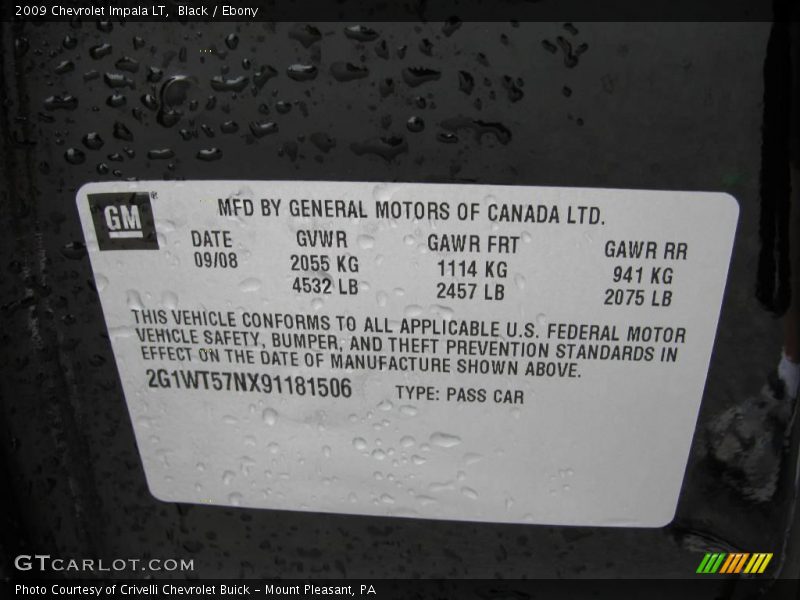 2009 Chevrolet Impala LT, Black / Ebony
GM®
MFD BY GENERAL MOTORS OF CANADA LTD.
DATE GVWR GAWR FRT GAWR RR
09/08 2055 KG 1114 KG 941 KG
4532 LB 2457 LB 2075 LB
THIS VEHICLE CONFORMS TO ALL APPLICABLE U.S. FEDERAL MOTOR
VEHICLE SAFETY, BUMPER, AND THEFT PREVENTION STANDARDS IN
EFFECT ON THE DATE OF MANUFACTURE SHOWN ABOVE.
2G1WT57NX91181506 TYPE: PASS CAR
GTCARLOT.COM
Photo Courtesy of Crivelli Chevrolet Buick - Mount Pleasant, PA